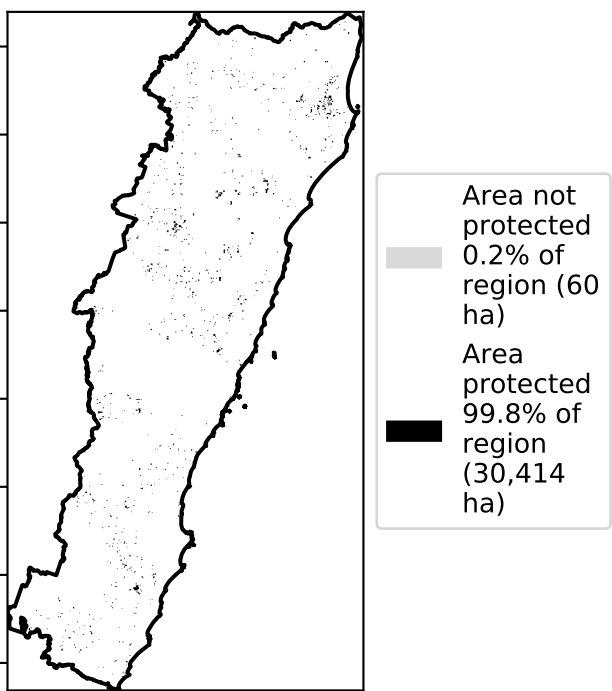 Area not
protected
0.2% of
region (60
ha)
Area
protected
99.8% of
region
(30,414
ha)